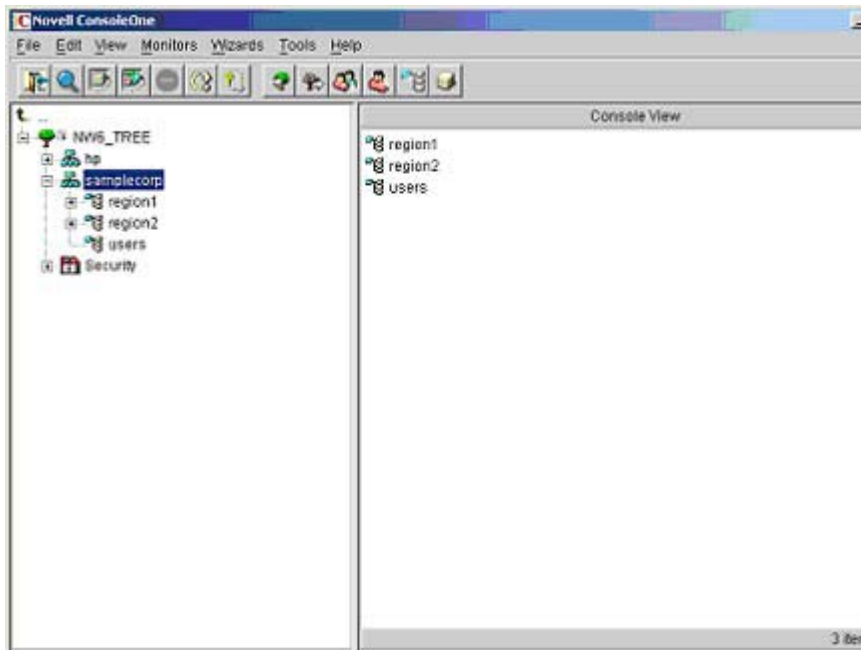 Novell ConsoleOne
File Edit View Monitors Wizards Tools Help
..
NW6_TREE
hp
samplecorp
region1
region2
users
Security
Console View
region1
region2
users
3 iter